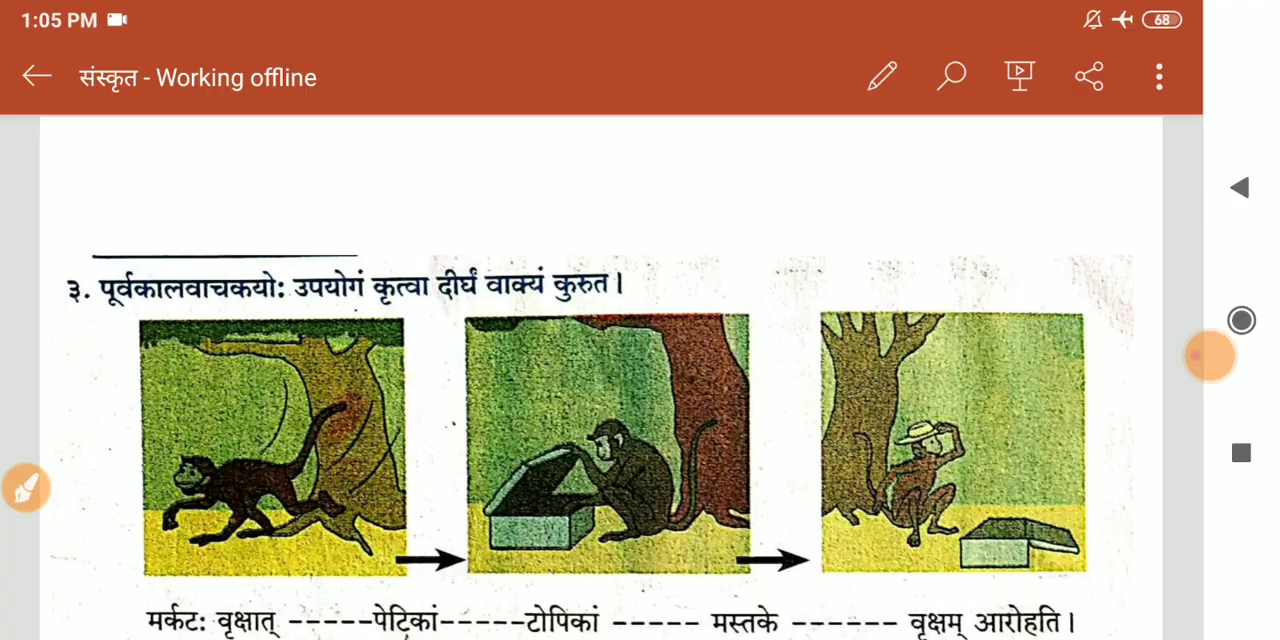 1:05 PM 68
संस्कृत - Working offline
३. पूर्वकालवाचकयो: उपयोगं कृत्वा दीर्घं वाक्यं कुरुत।
मर्कट: वृक्षात् -----पेटिकां-----टोपिकां ----- मस्तके ------ वृक्षम् आरोहति।